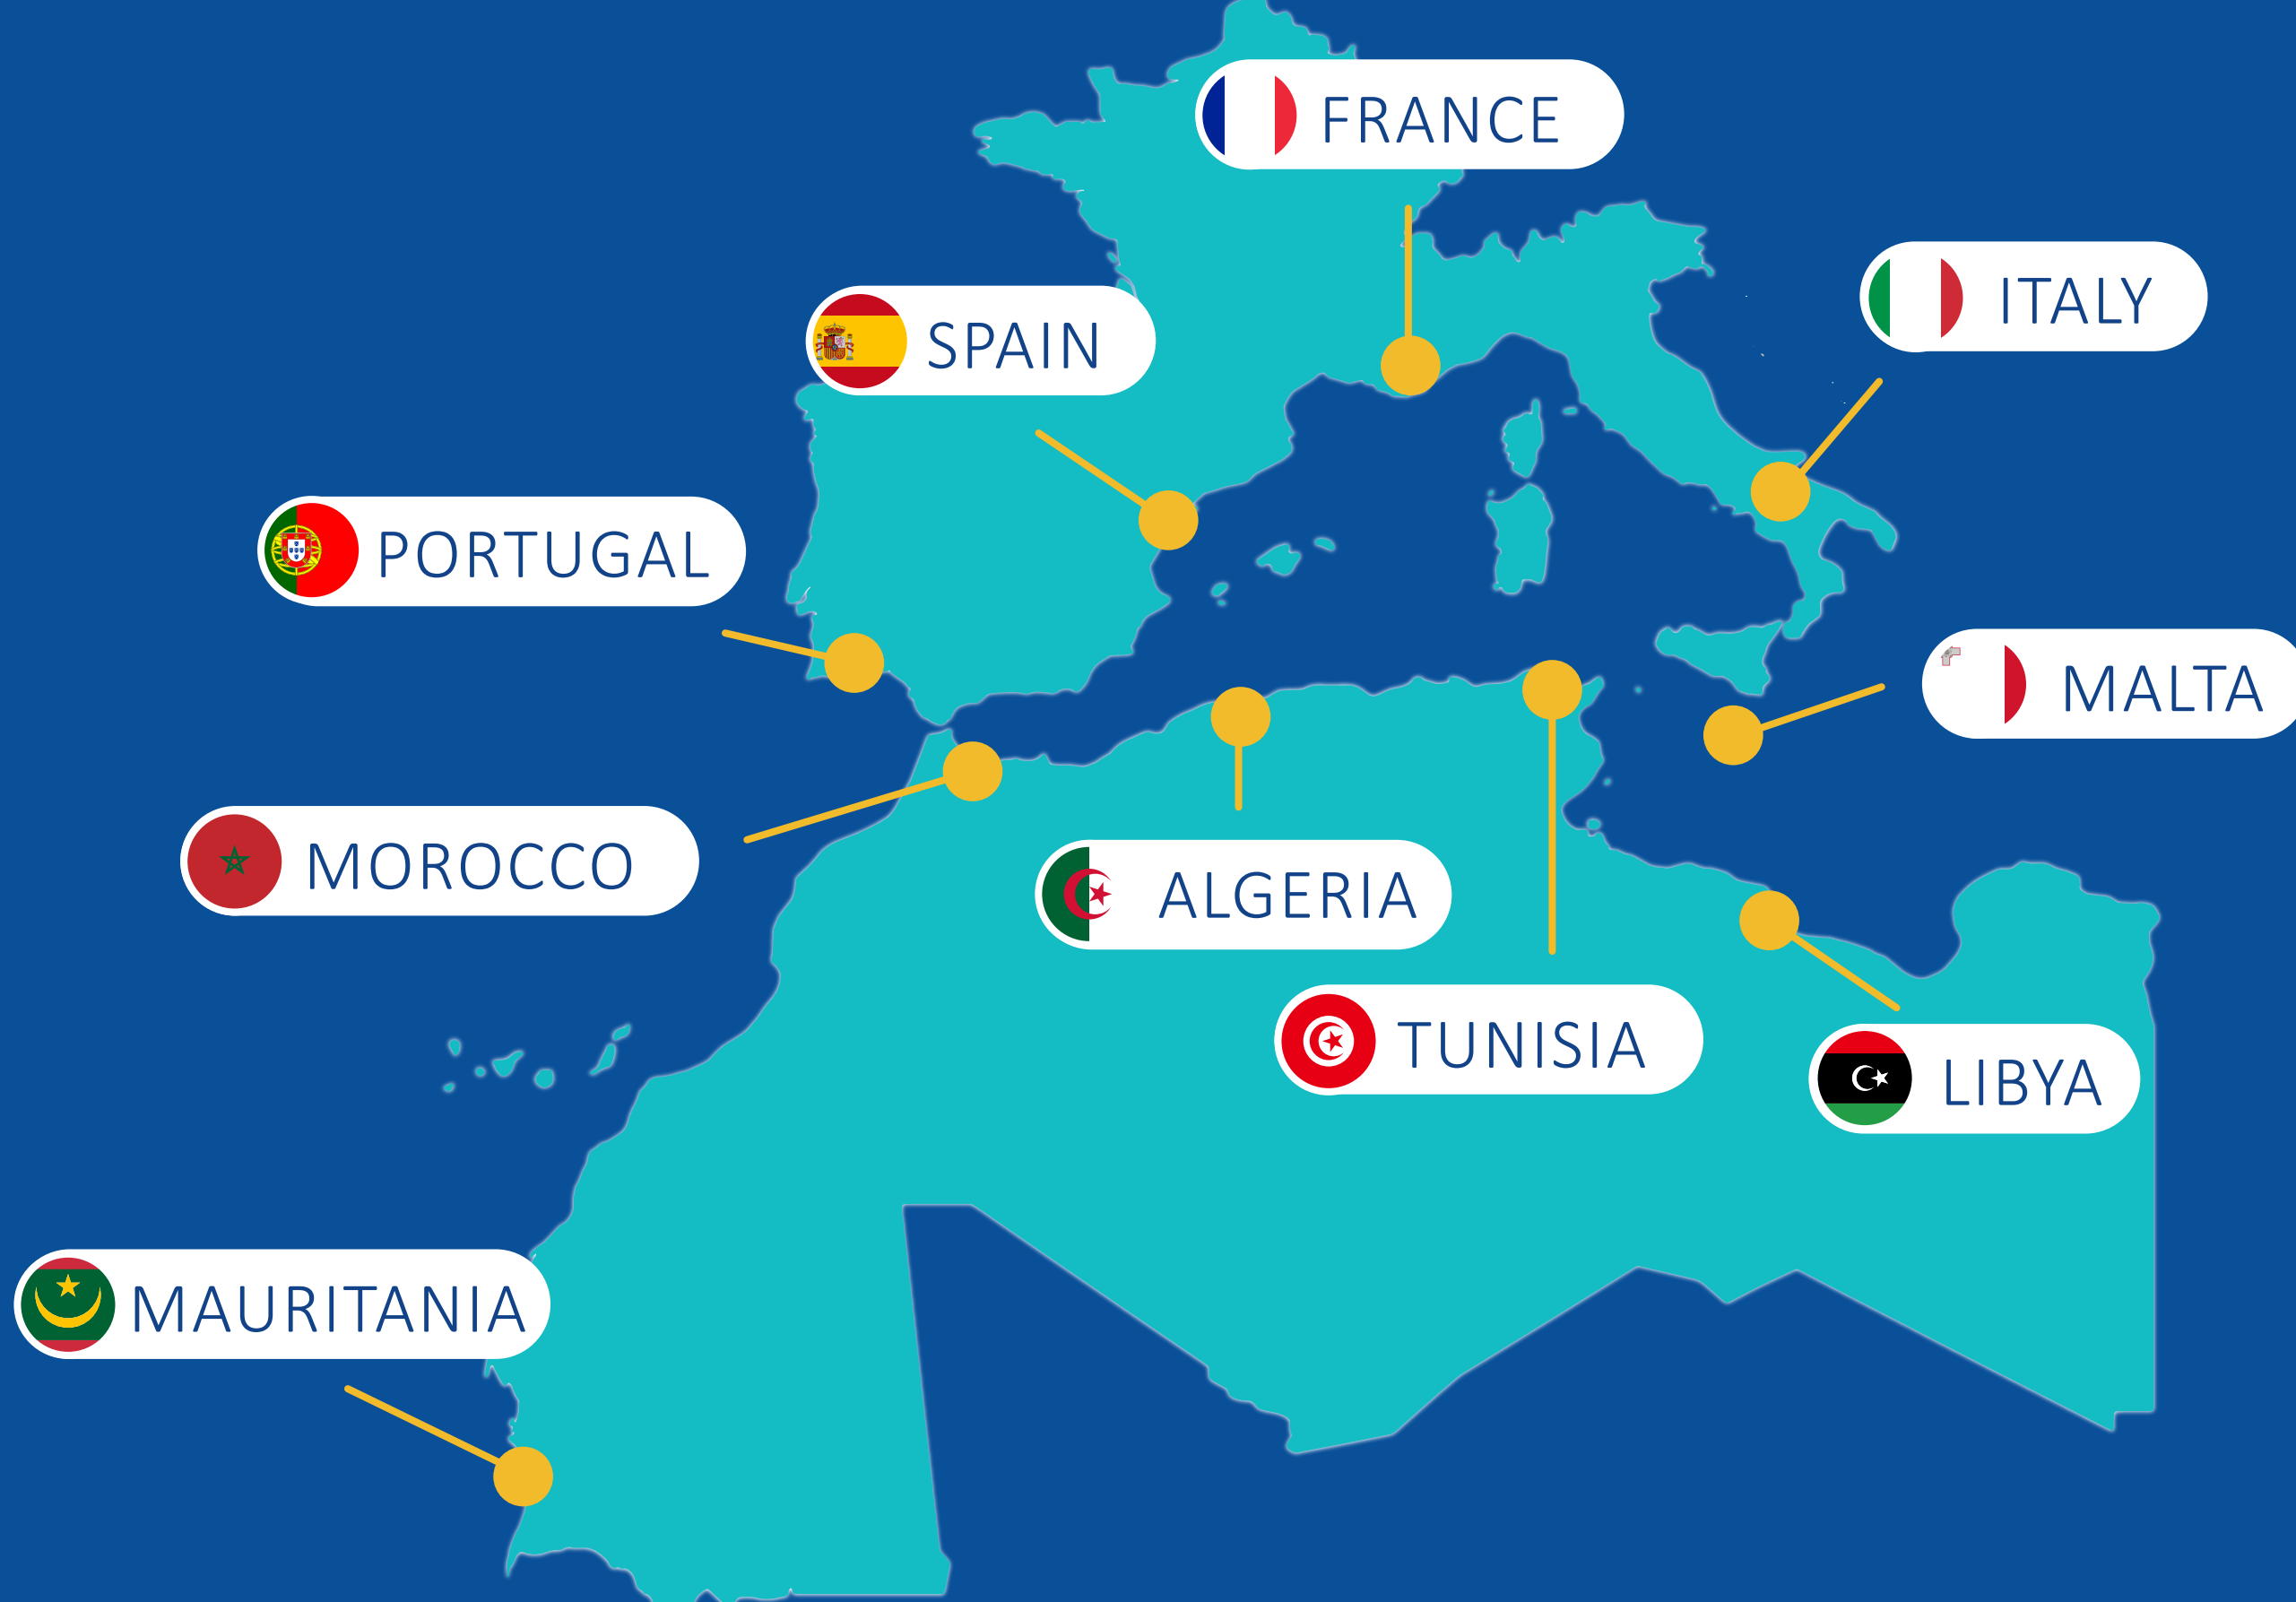 FRANCE
ITALY
SPAIN
PORTUGAL
MALTA
MOROCCO
ALGERIA
TUNISIA
LIBYA
MAURITANIA